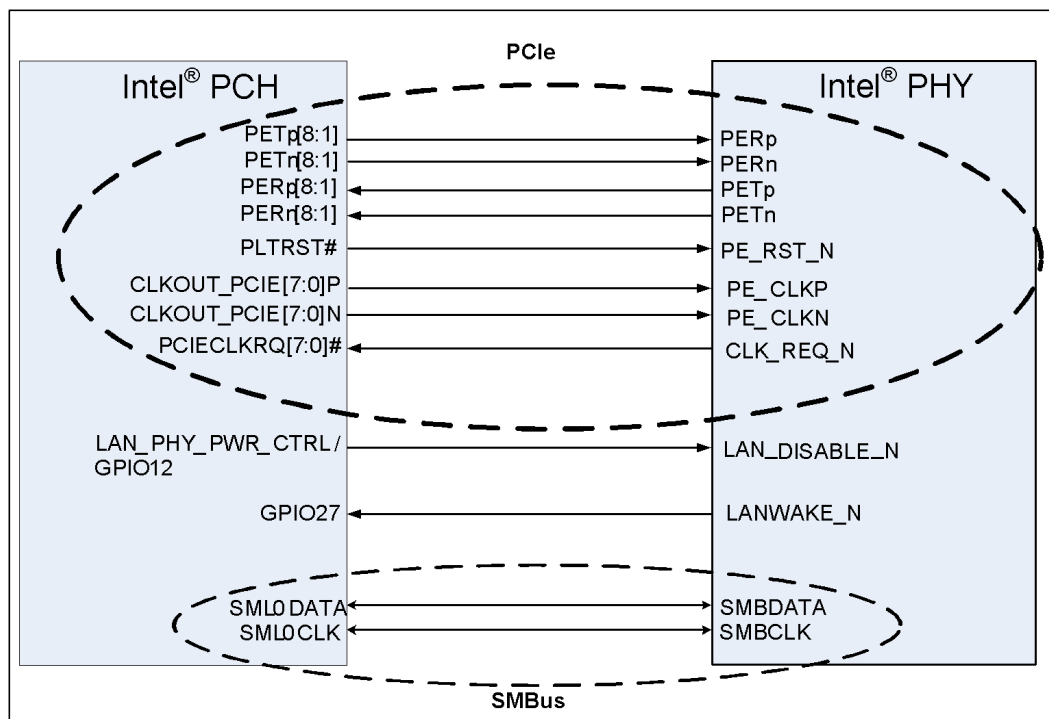 PCIe
Intel® PCH
Intel® PHY
PETp[8:1]
PERp
PETn[8:1]
PERn
PERp[8:1]
PETp
PERn[8:1]
PETn
PLTRST#
PE_RST_N
CLKOUT_PCIE[7:0]P
PE_CLKP
CLKOUT_PCIE[7:0]N
PE_CLKN
PCIECLKRQ[7:0]#
CLK_REQ_N
LAN_PHY_PWR_CTRL/
GPIO12
LAN_DISABLE_N
GPIO27
LANWAKE_N
SML0DATA
SMBDATA
SML0CLK
SMBCLK
SMBus